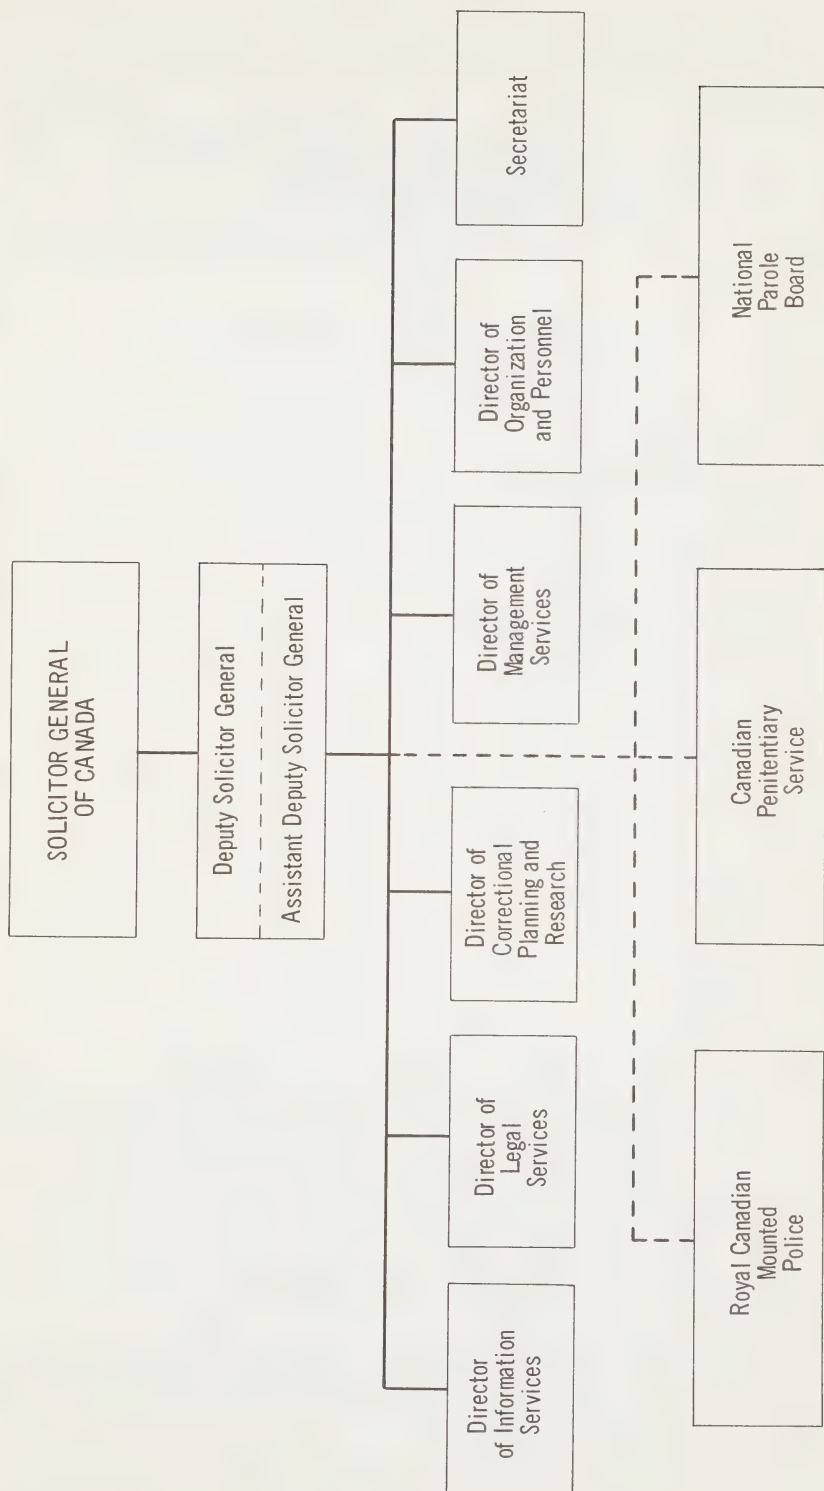 SOLICITOR GENERAL
OF CANADA
Deputy Solicitor General
Assistant Deputy Solicitor General
Director
of Information
Services
Director of
Legal
Services
Director of
Correctional
Planning and
Research
Director of
Management
Services
Director of
Organization
and Personnel
Secretariat
Royal Canadian
Mounted
Police
Canadian
Penitentiary
Service
National
Parole
Board